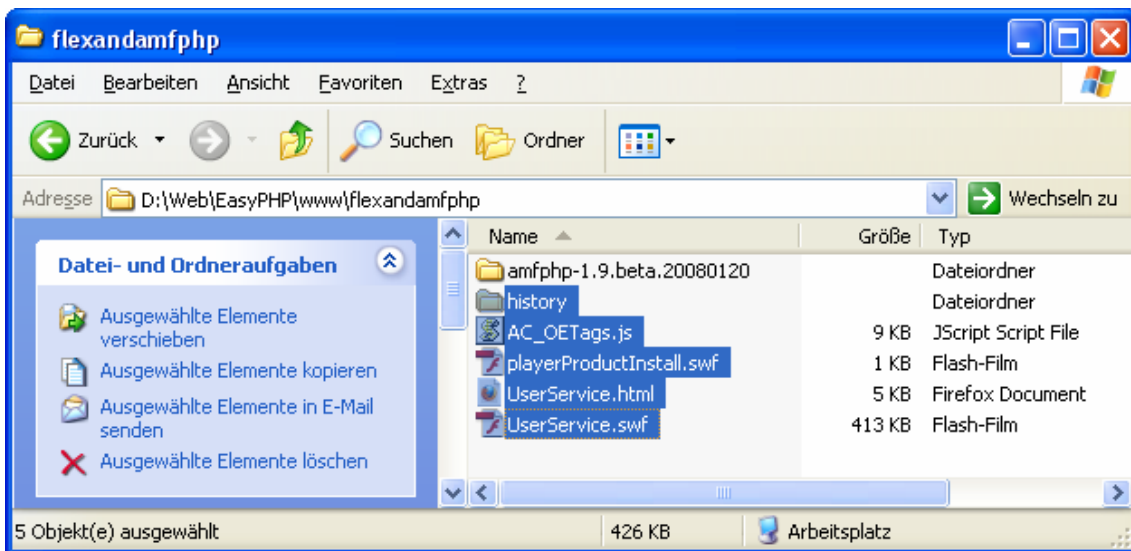 flexandamfphp
Datei Bearbeiten Ansicht Favoriten Extras ?
Zurück Suchen Ordner
Adresse D:\Web\EasyPHP\www\flexandamfphp Wechseln zu
Datei- und Ordneraufgaben
Ausgewählte Elemente
verschieben
Ausgewählte Elemente kopieren
Ausgewählte Elemente in E-Mail
senden
Ausgewählte Elemente löschen
Name Größe Typ
amfphp-1.9.beta.20080120 Dateiordner
history Dateiordner
AC_OETags.js 9 KB JScript Script File
playerProductInstall.swf 1 KB Flash-Film
UserService.html 5 KB Firefox Document
UserService.swf 413 KB Flash-Film
5 Objekt(e) ausgewählt 426 KB Arbeitsplatz